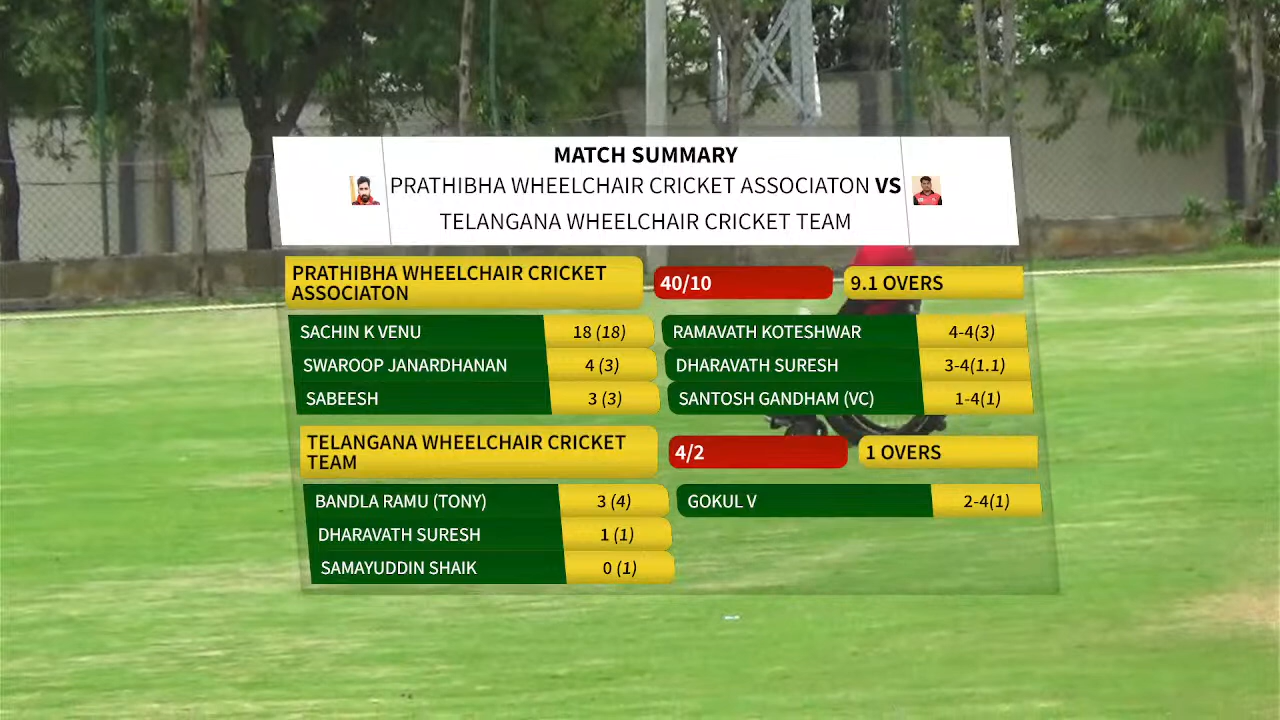 MATCH SUMMARY
PRATHIBHA WHEELCHAIR CRICKET ASSOCIATON VS
TELANGANA WHEELCHAIR CRICKET TEAM
PRATHIBHA WHEELCHAIR CRICKET
ASSOCIATON
40/10
9.1 OVERS
SACHIN K VENU 18 (18)
RAMAVATH KOTESHWAR 4-4(3)
SWAROOP JANARDHANAN 4 (3)
DHARAVATH SURESH 3-4(1.1)
SABEESH 3 (3)
SANTOSH GANDHAM (VC) 1-4(1)
TELANGANA WHEELCHAIR CRICKET
TEAM
4/2
1 OVERS
BANDLA RAMU (TONY) 3 (4)
GOKUL V 2-4(1)
DHARAVATH SURESH 1 (1)
SAMAYUDDIN SHAIK 0 (1)